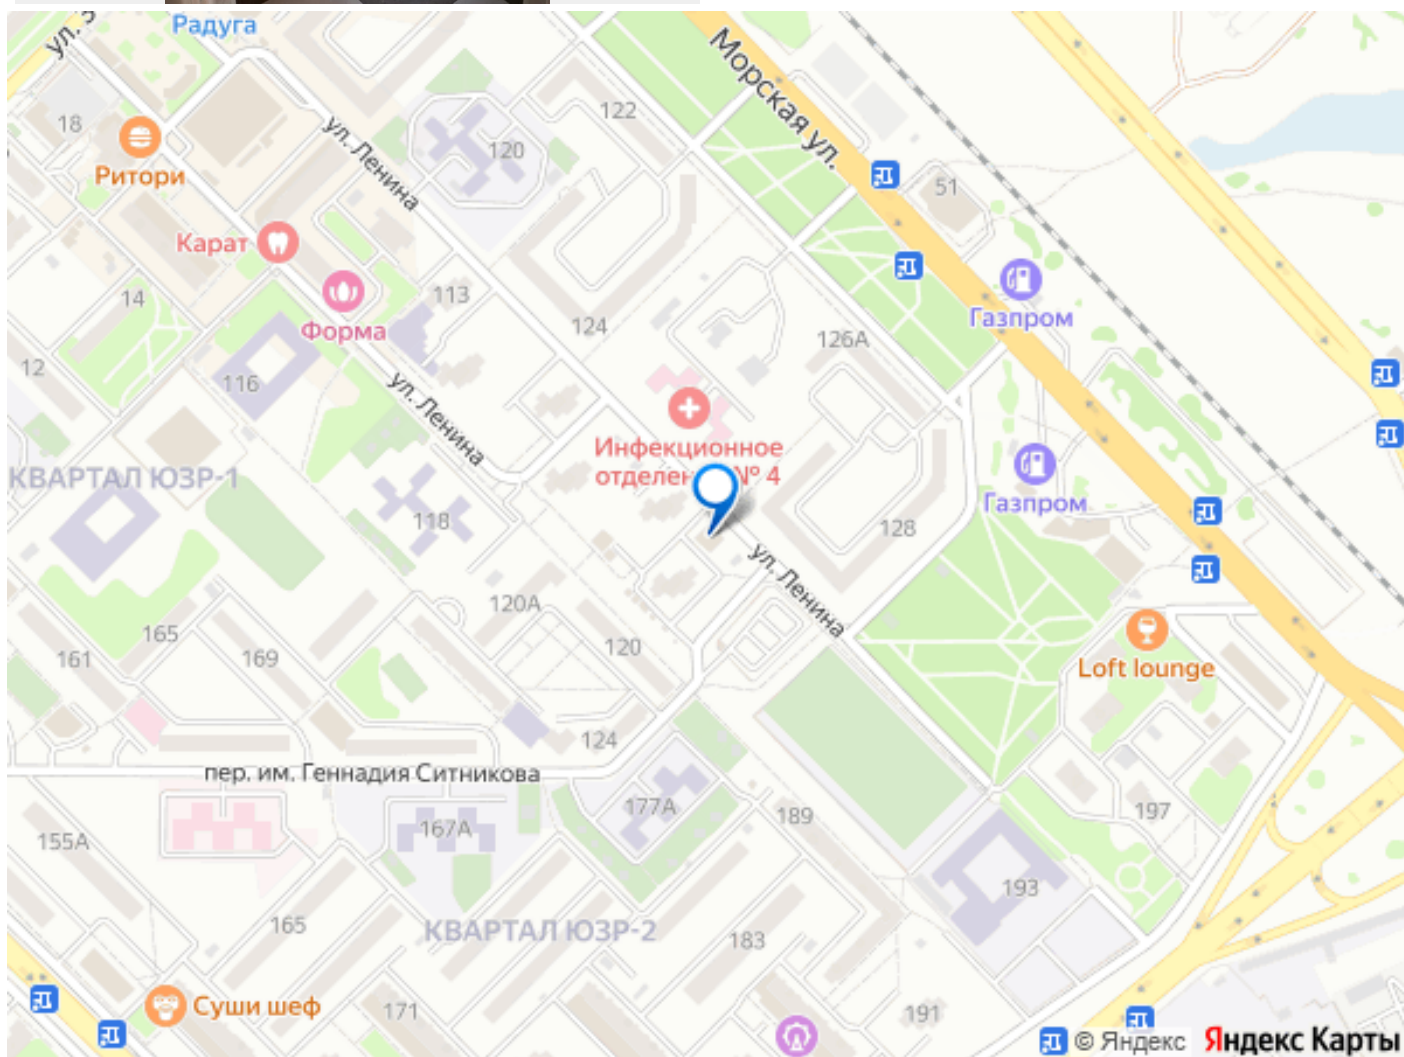 Радуга
ул. З
18
Ритори
ул. Ленина
120
122
Морская ул.
51
Карат
14
Форма
113
124
126А
Газпром
12
116
ул. Ленина
Инфекционное
отделен № 4
КВАРТАЛ ЮЗР-1
118
128
Газпром
ул. Ленина
120А
165
161
169
120
Loft lounge
124
пер. им. Геннадия Ситникова
177А
189
197
155А
167А
193
165
КВАРТАЛ ЮЗР-2
183
Суши шеф
171
191
© Яндекс Яндекс Карты